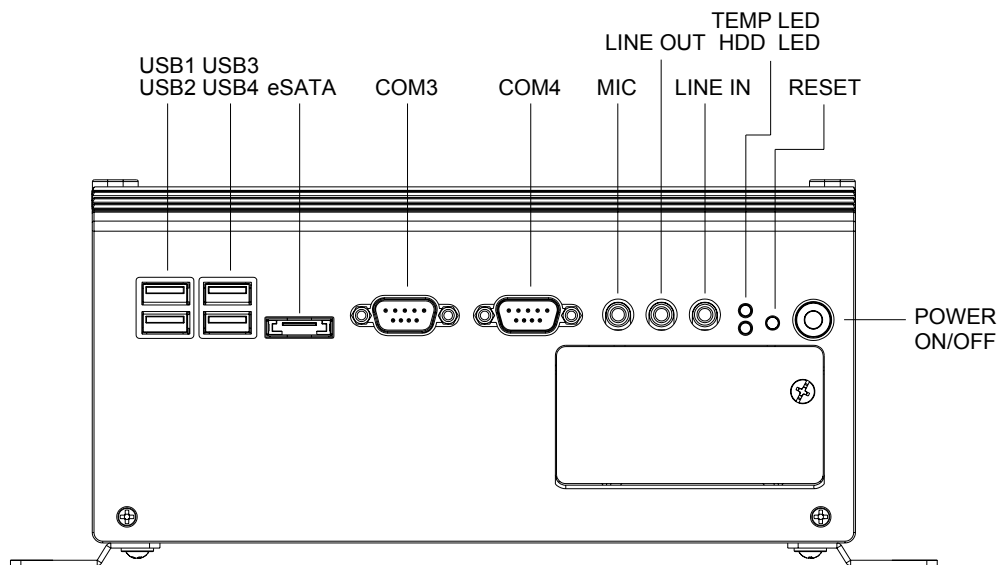 TEMP LED
LINE OUT HDD LED
USB1 USB3
USB2 USB4 eSATA COM3 COM4 MIC LINE IN RESET
POWER
ON/OFF